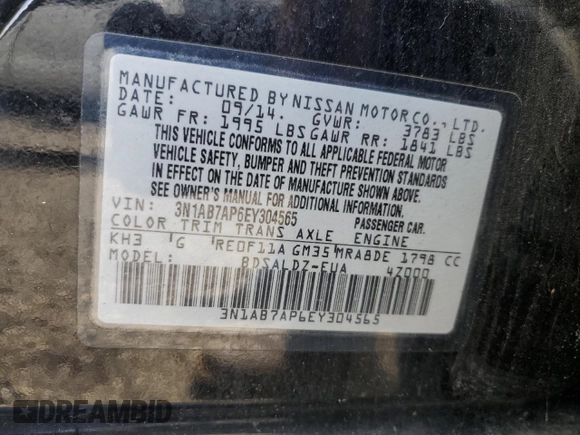 MANUFACTURED BY NISSAN MOTOR CO., LTD.
DATE: 09/14. GVWR: 3783 LBS
GAWR FR: 1995 LBS GAWR RR: 1841 LBS
THIS VEHICLE CONFORMS TO ALL APPLICABLE FEDERAL MOTOR
VEHICLE SAFETY, BUMPER AND THEFT PREVENTION STANDARDS
IN EFFECT ON THE DATE OF MANUFACTURE SHOWN ABOVE.
SEE OWNER'S MANUAL FOR ADDITIONAL INFORMATION.
VIN: 3N1AB7AP6EY304565 PASSENGER CAR.
COLOR TRIM TRANS AXLE ENGINE
KH3 'G 'RE0F11A GM35'MRA8DE 1798 CC
MODEL: BDSALDZ-EUA 4Z000
3N1AB7AP6EY304565
DREAMBID